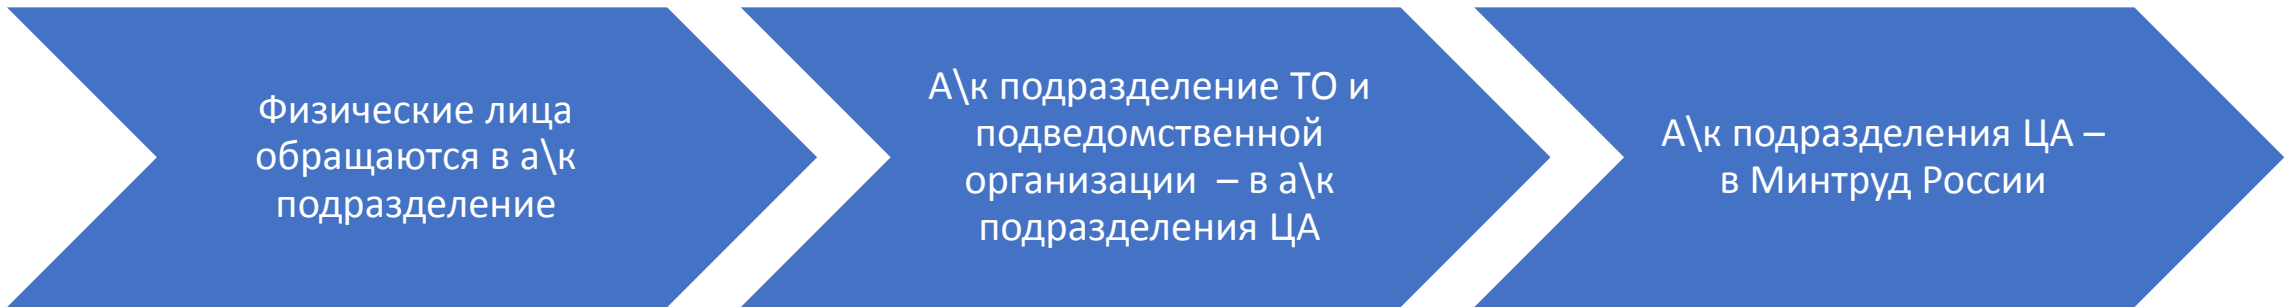 Физические лица
обращаются в а\к
подразделение
А\к подразделение ТО и
подведомственной
организации – в а\к
подразделения ЦА
А\к подразделения ЦА –
в Минтруд России